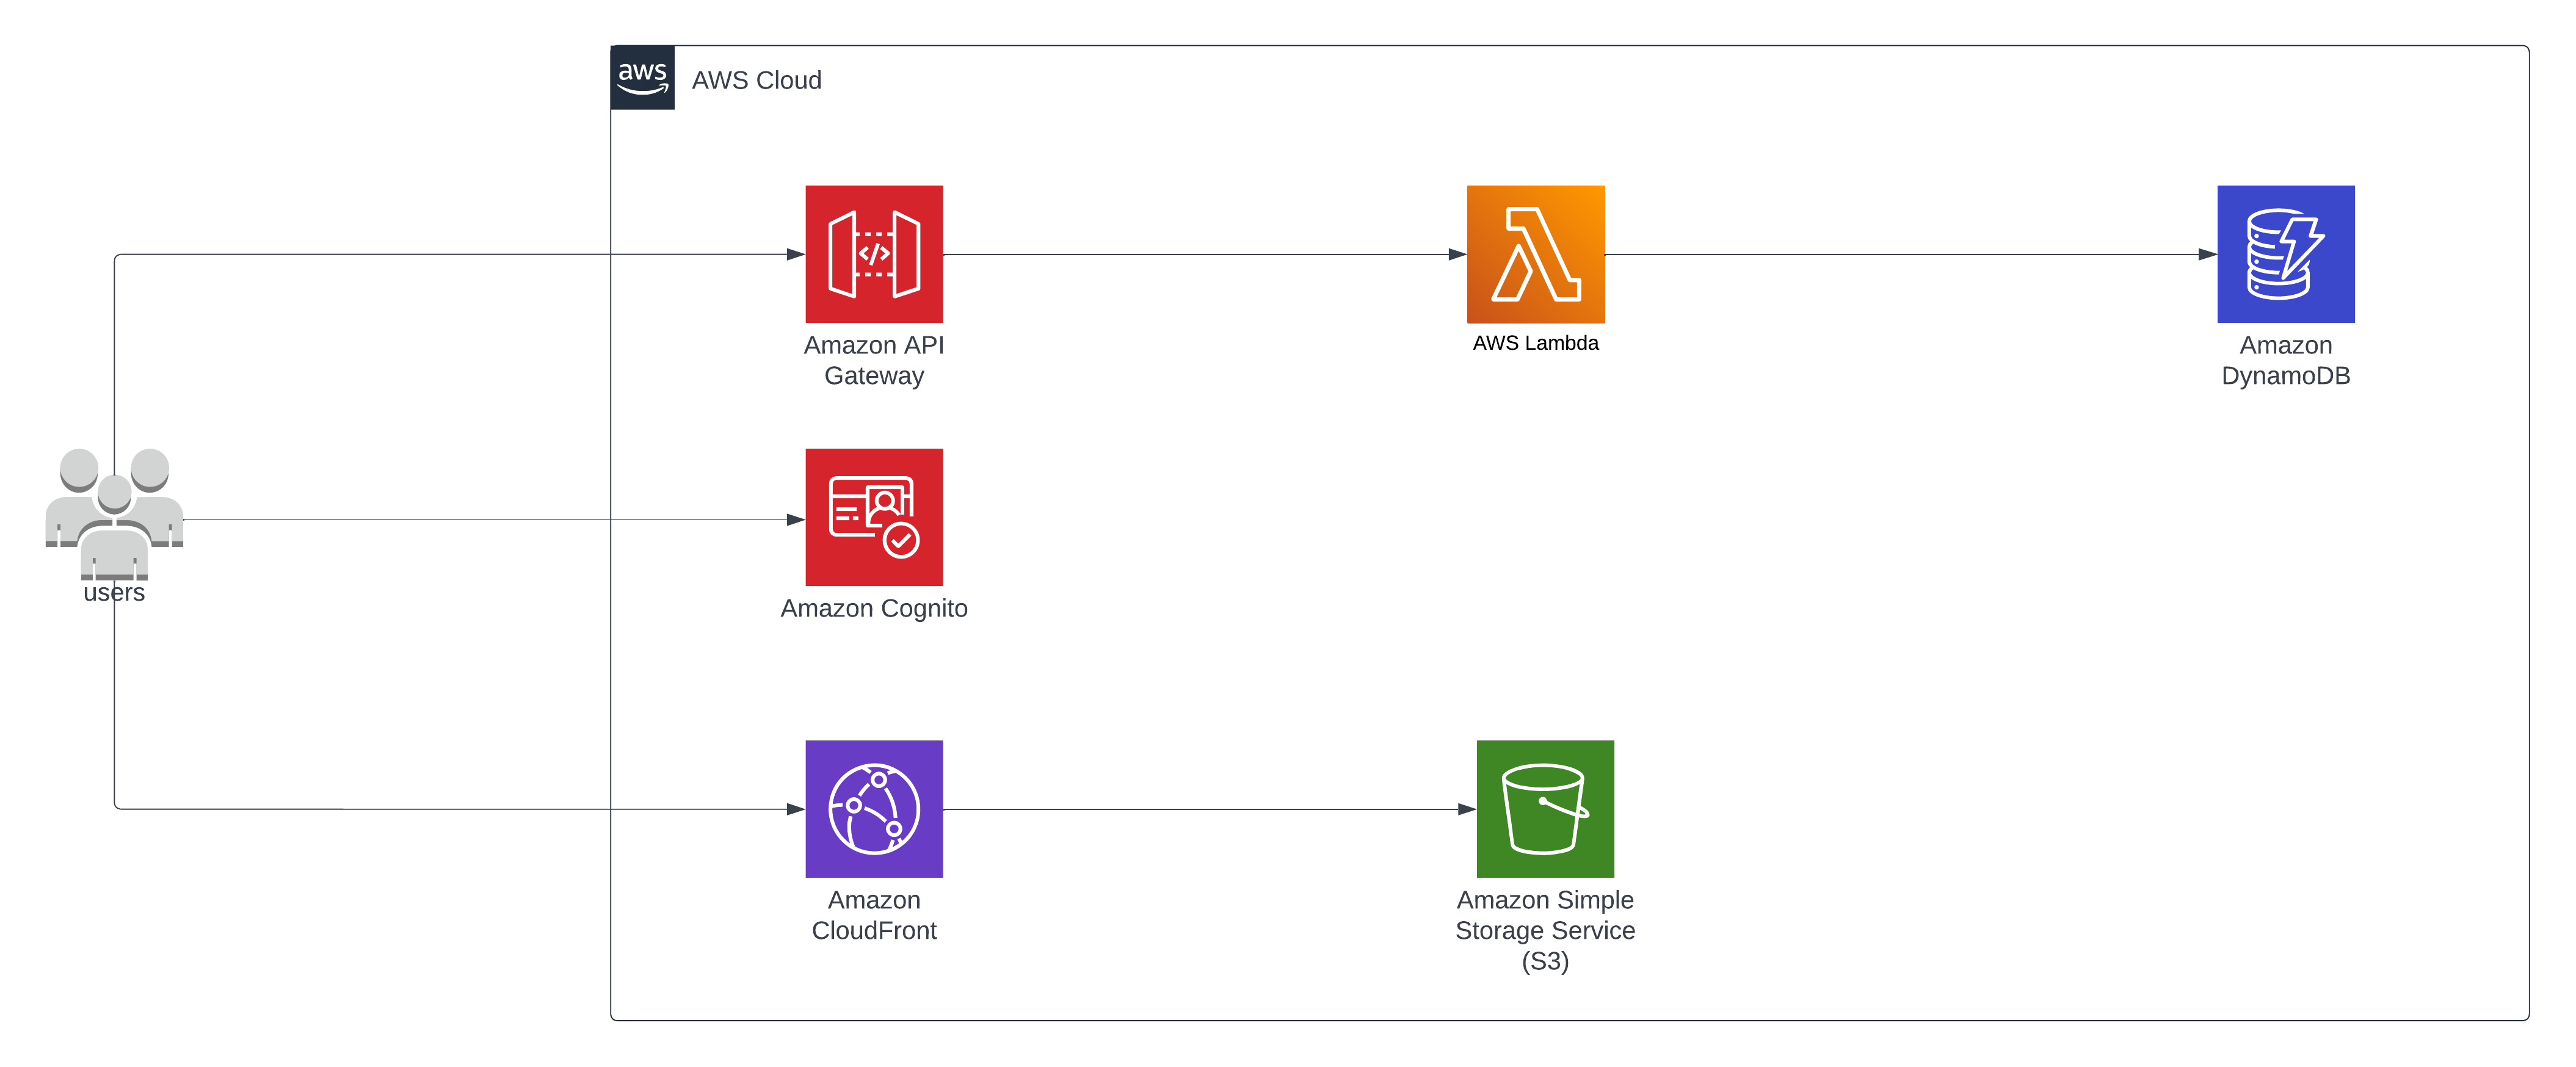 aws
AWS Cloud
Amazon API
Gateway
AWS Lambda
Amazon
DynamoDB
users
Amazon Cognito
Amazon
CloudFront
Amazon Simple
Storage Service
(S3)